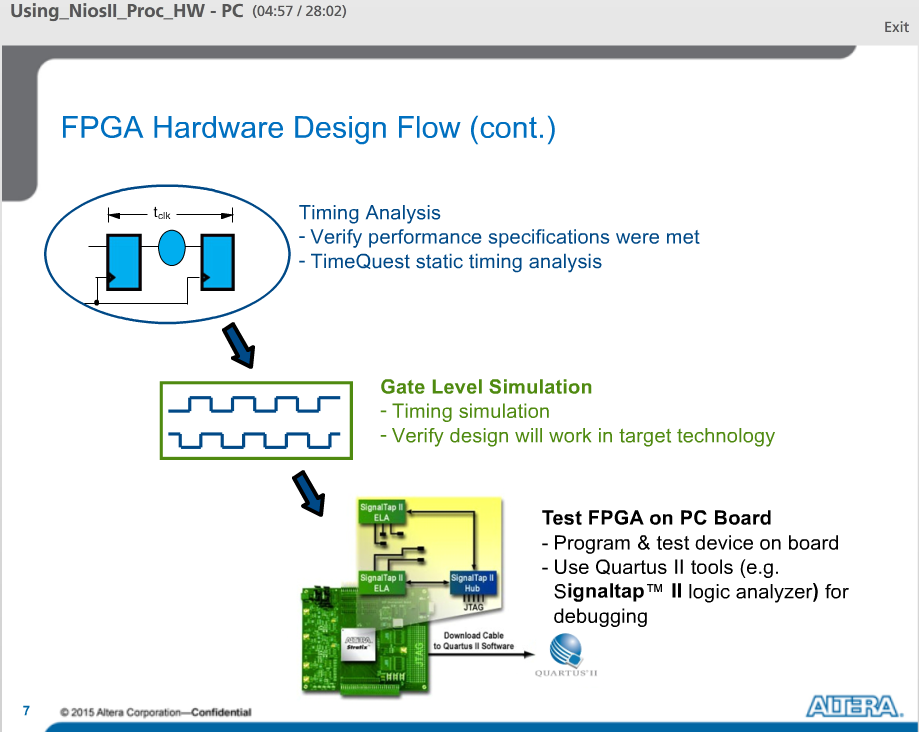 Using_NiosII_Proc_HW - PC (04:57 / 28:02)
Exit
FPGA Hardware Design Flow (cont.)
tclk
Timing Analysis
- Verify performance specifications were met
- TimeQuest static timing analysis
Gate Level Simulation
- Timing simulation
- Verify design will work in target technology
SignalTap II
ELA
SignalTap II
ELA
SignalTap II
Hub
JTAG
ALTERA
Stratix
JTAG
Download Cable
to Quartus II Software
QUARTUS II
Test FPGA on PC Board
- Program & test device on board
- Use Quartus II tools (e.g.
Signaltap™ II logic analyzer) for
debugging
7
© 2015 Altera Corporation—Confidential
ALTERA.